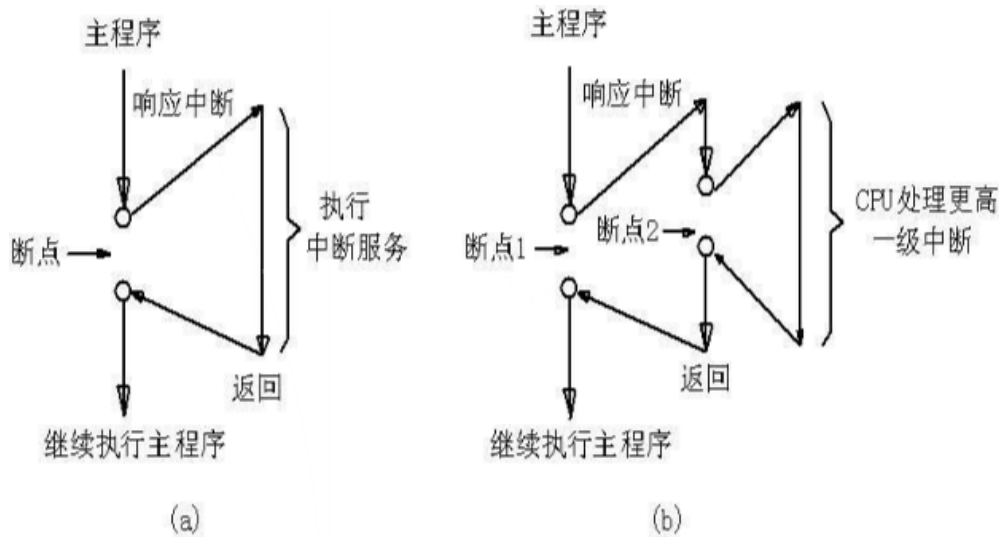 主程序
响应中断
执行
中断服务
断点
返回
继续执行主程序
(a)
主程序
响应中断
断点1
断点2
CPU处理更高
一级中断
返回
继续执行主程序
(b)